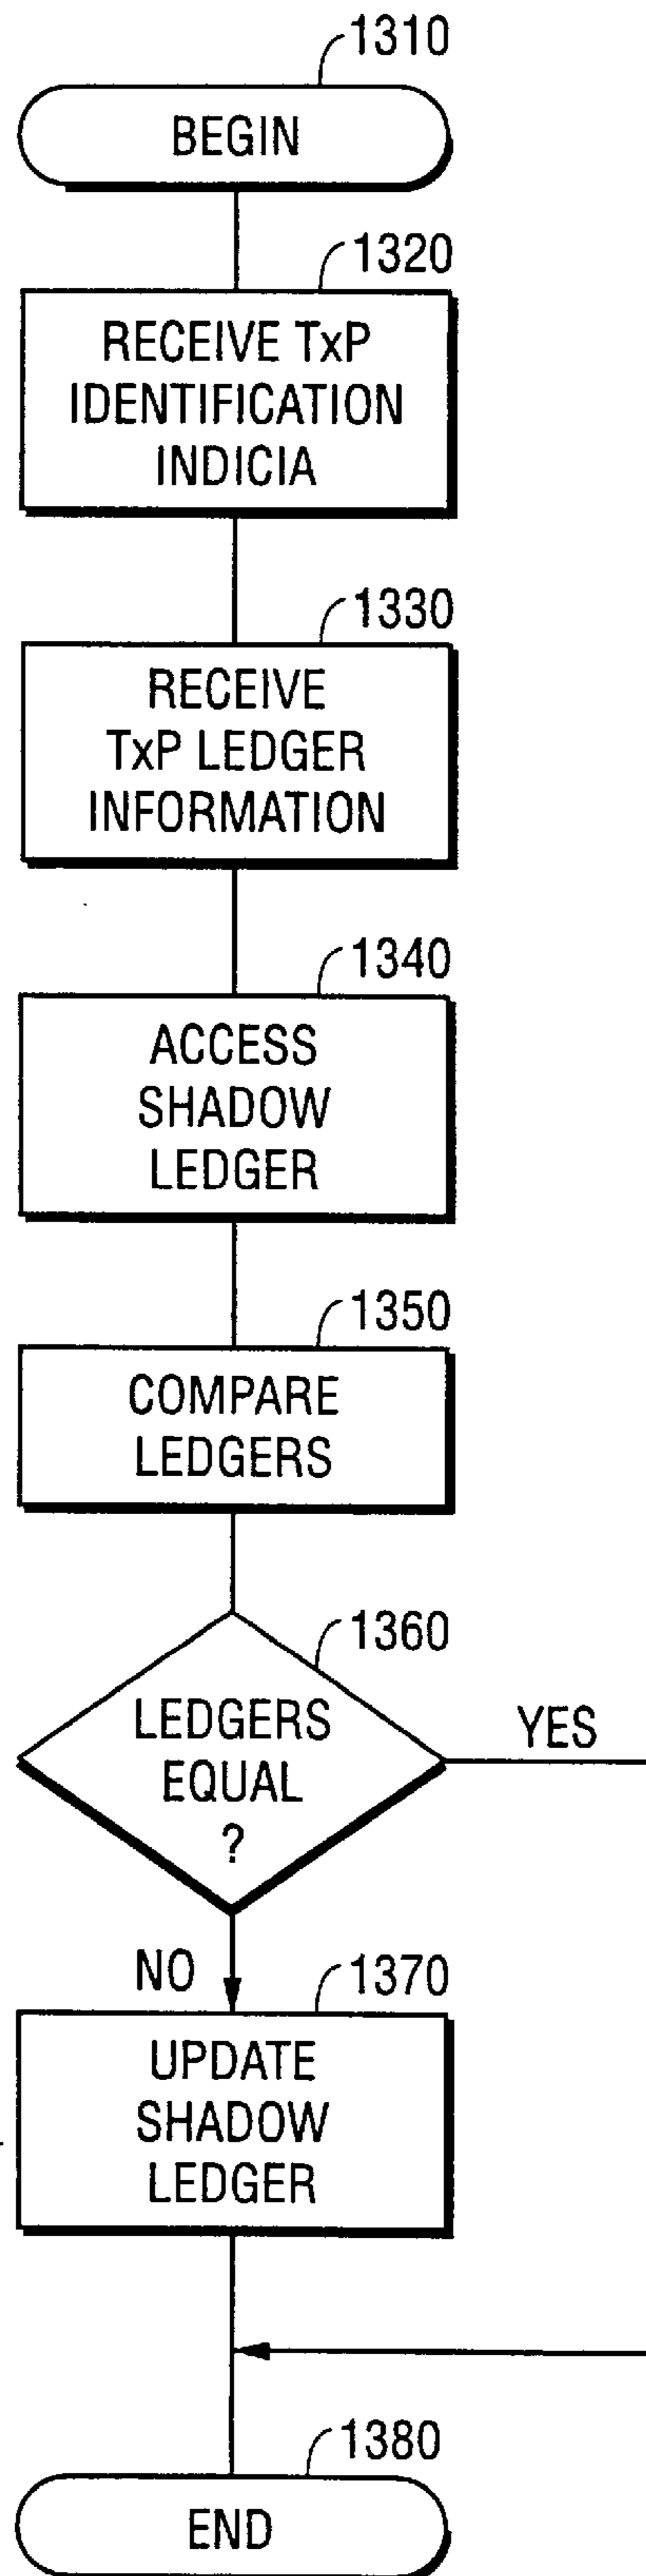 1310
BEGIN
1320
RECEIVE TxP
IDENTIFICATION
INDICIA
1330
RECEIVE
TxP LEDGER
INFORMATION
1340
ACCESS
SHADOW
LEDGER
1350
COMPARE
LEDGERS
1360
LEDGERS
EQUAL
?
YES
NO
1370
UPDATE
SHADOW
LEDGER
1380
END